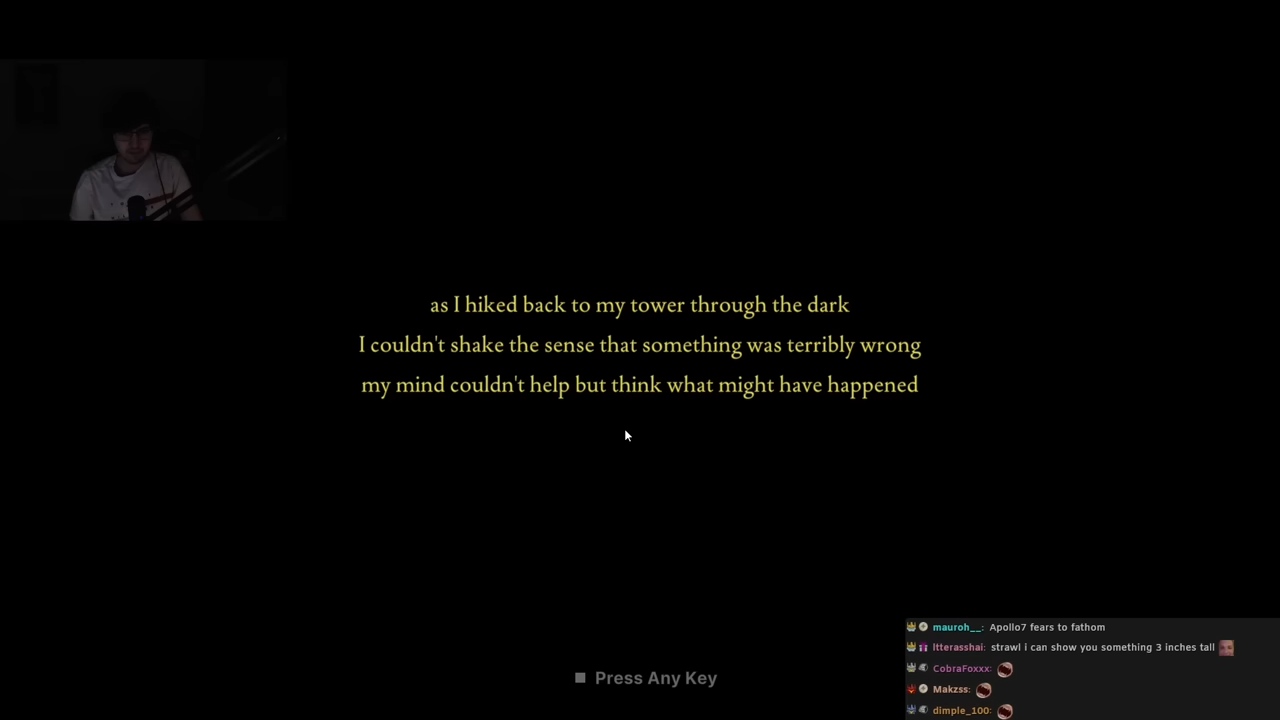 as I hiked back to my tower through the dark
I couldn't shake the sense that something was terribly wrong
my mind couldn't help but think what might have happened
Press Any Key
mauroh__: Apollo7 fears to fathom
Itterasshai: strawl i can show you something 3 inches tall
CobraFoxxx:
Makzss:
dimple_100: